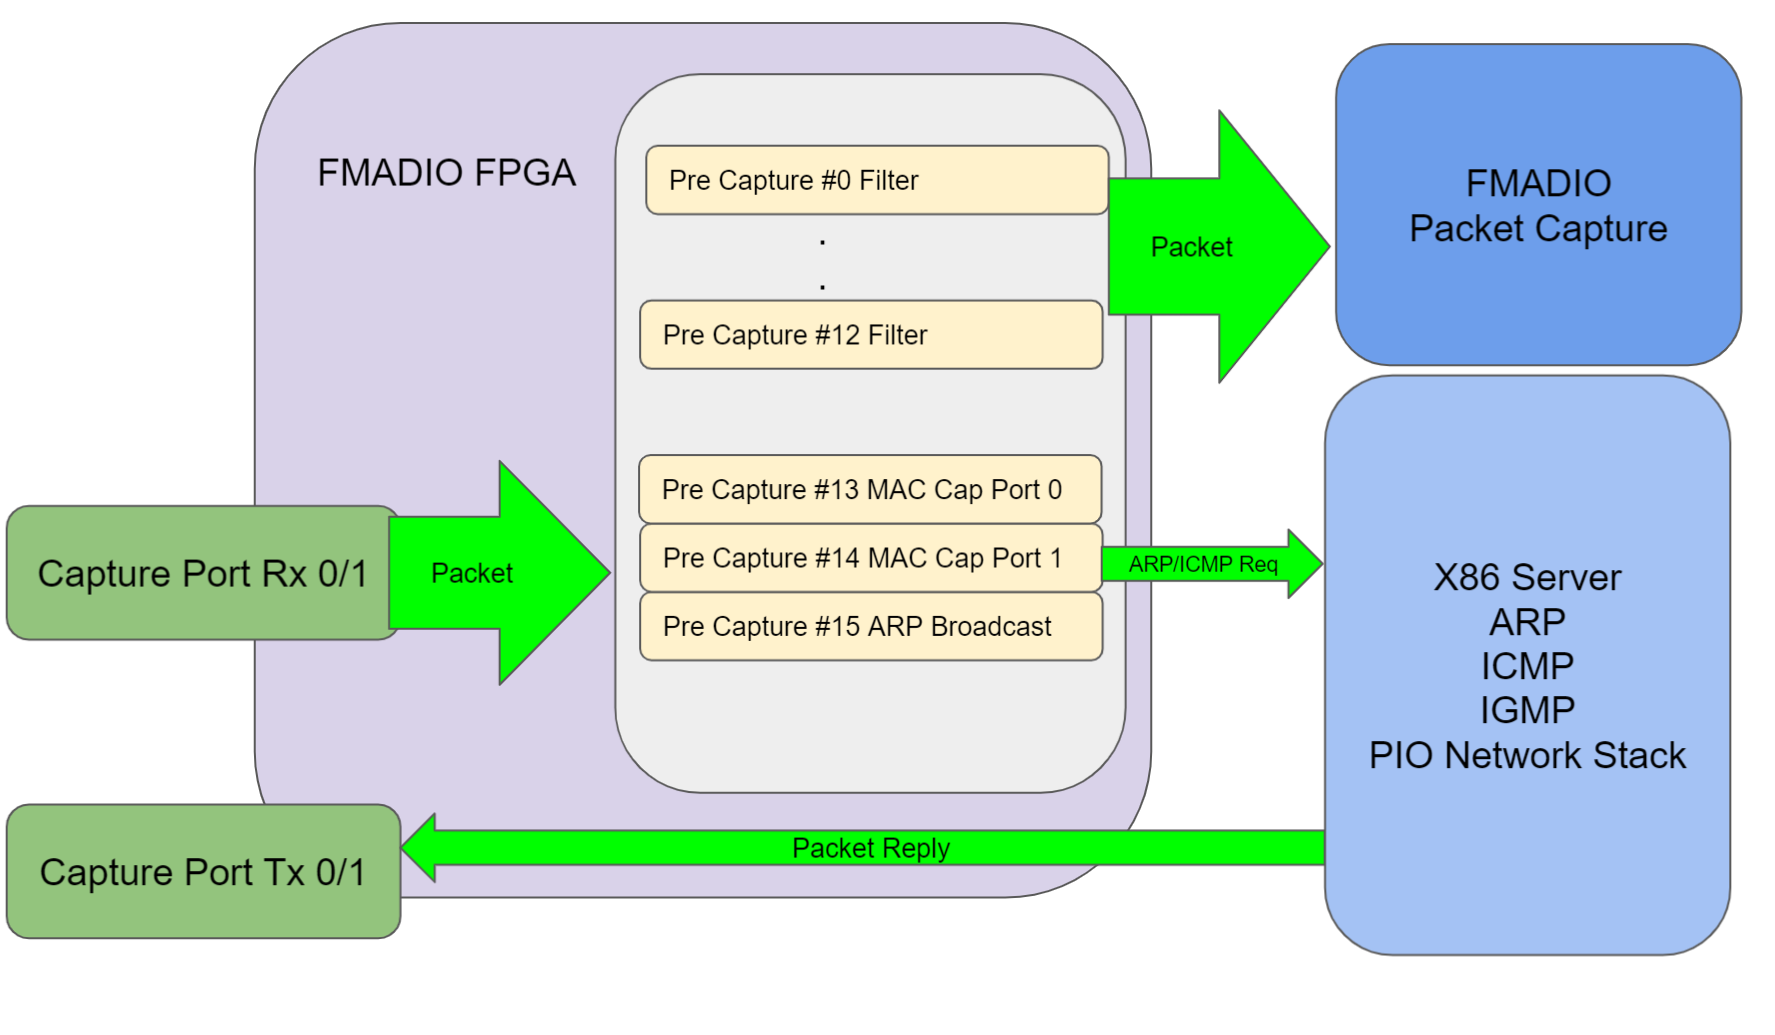 FMADIO FPGA
Pre Capture #0 Filter
.
.
Pre Capture #12 Filter
Packet
FMADIO
Packet Capture
Capture Port Rx 0/1
Packet
Pre Capture #13 MAC Cap Port 0
Pre Capture #14 MAC Cap Port 1
Pre Capture #15 ARP Broadcast
ARP/ICMP Req
X86 Server
ARP
ICMP
IGMP
PIO Network Stack
Packet Reply
Capture Port Tx 0/1